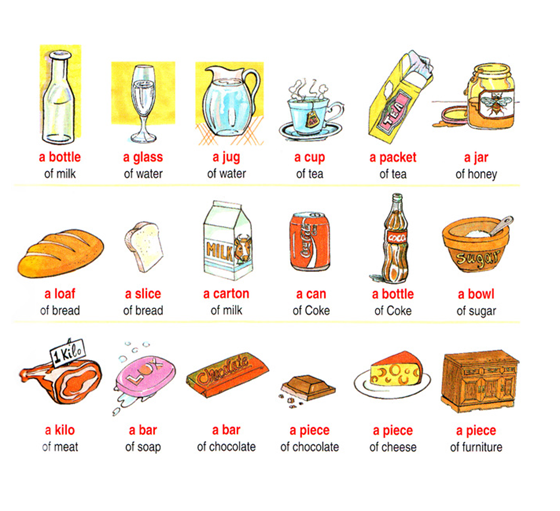 TEA
a bottle
of milk
a glass
of water
a jug
of water
a cup
of tea
a packet
of tea
a jar
of honey
MILK
Coca-Cola
COCA
sugar
a loaf
of bread
a slice
of bread
a carton
of milk
a can
of Coke
a bottle
of Coke
a bowl
of sugar
1 Kilo
LUX
Chocolate
a kilo
of meat
a bar
of soap
a bar
of chocolate
a piece
of chocolate
a piece
of cheese
a piece
of furniture